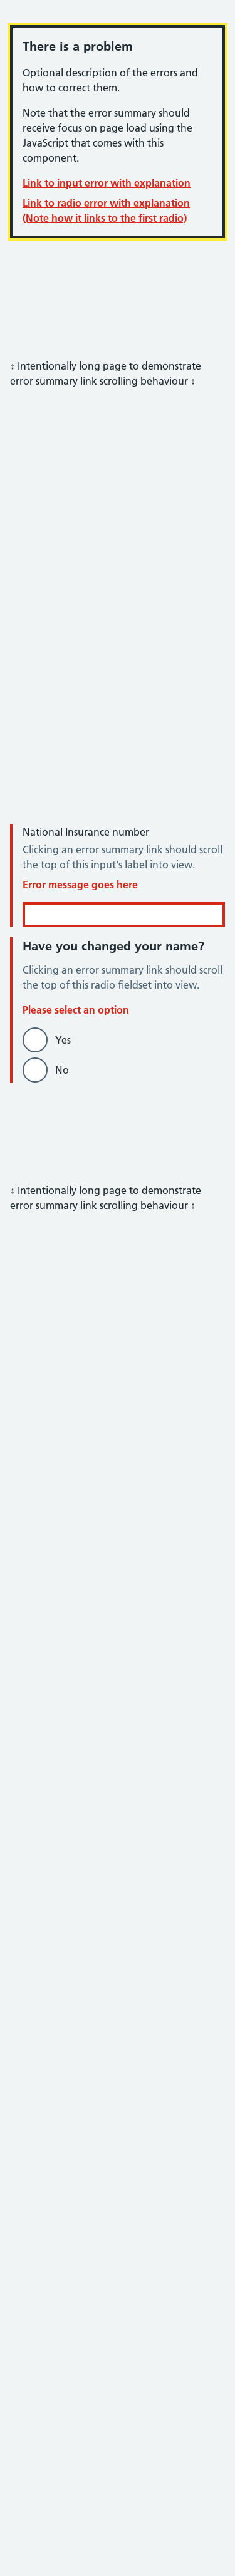 There is a problem
Optional description of the errors and
how to correct them.
Note that the error summary should
receive focus on page load using the
JavaScript that comes with this
component.
Link to input error with explanation
Link to radio error with explanation
(Note how it links to the first radio)
↕ Intentionally long page to demonstrate
error summary link scrolling behaviour ↕
National Insurance number
Clicking an error summary link should scroll
the top of this input's label into view.
Error message goes here
Have you changed your name?
Clicking an error summary link should scroll
the top of this radio fieldset into view.
Please select an option
Yes
No
↕ Intentionally long page to demonstrate
error summary link scrolling behaviour ↕